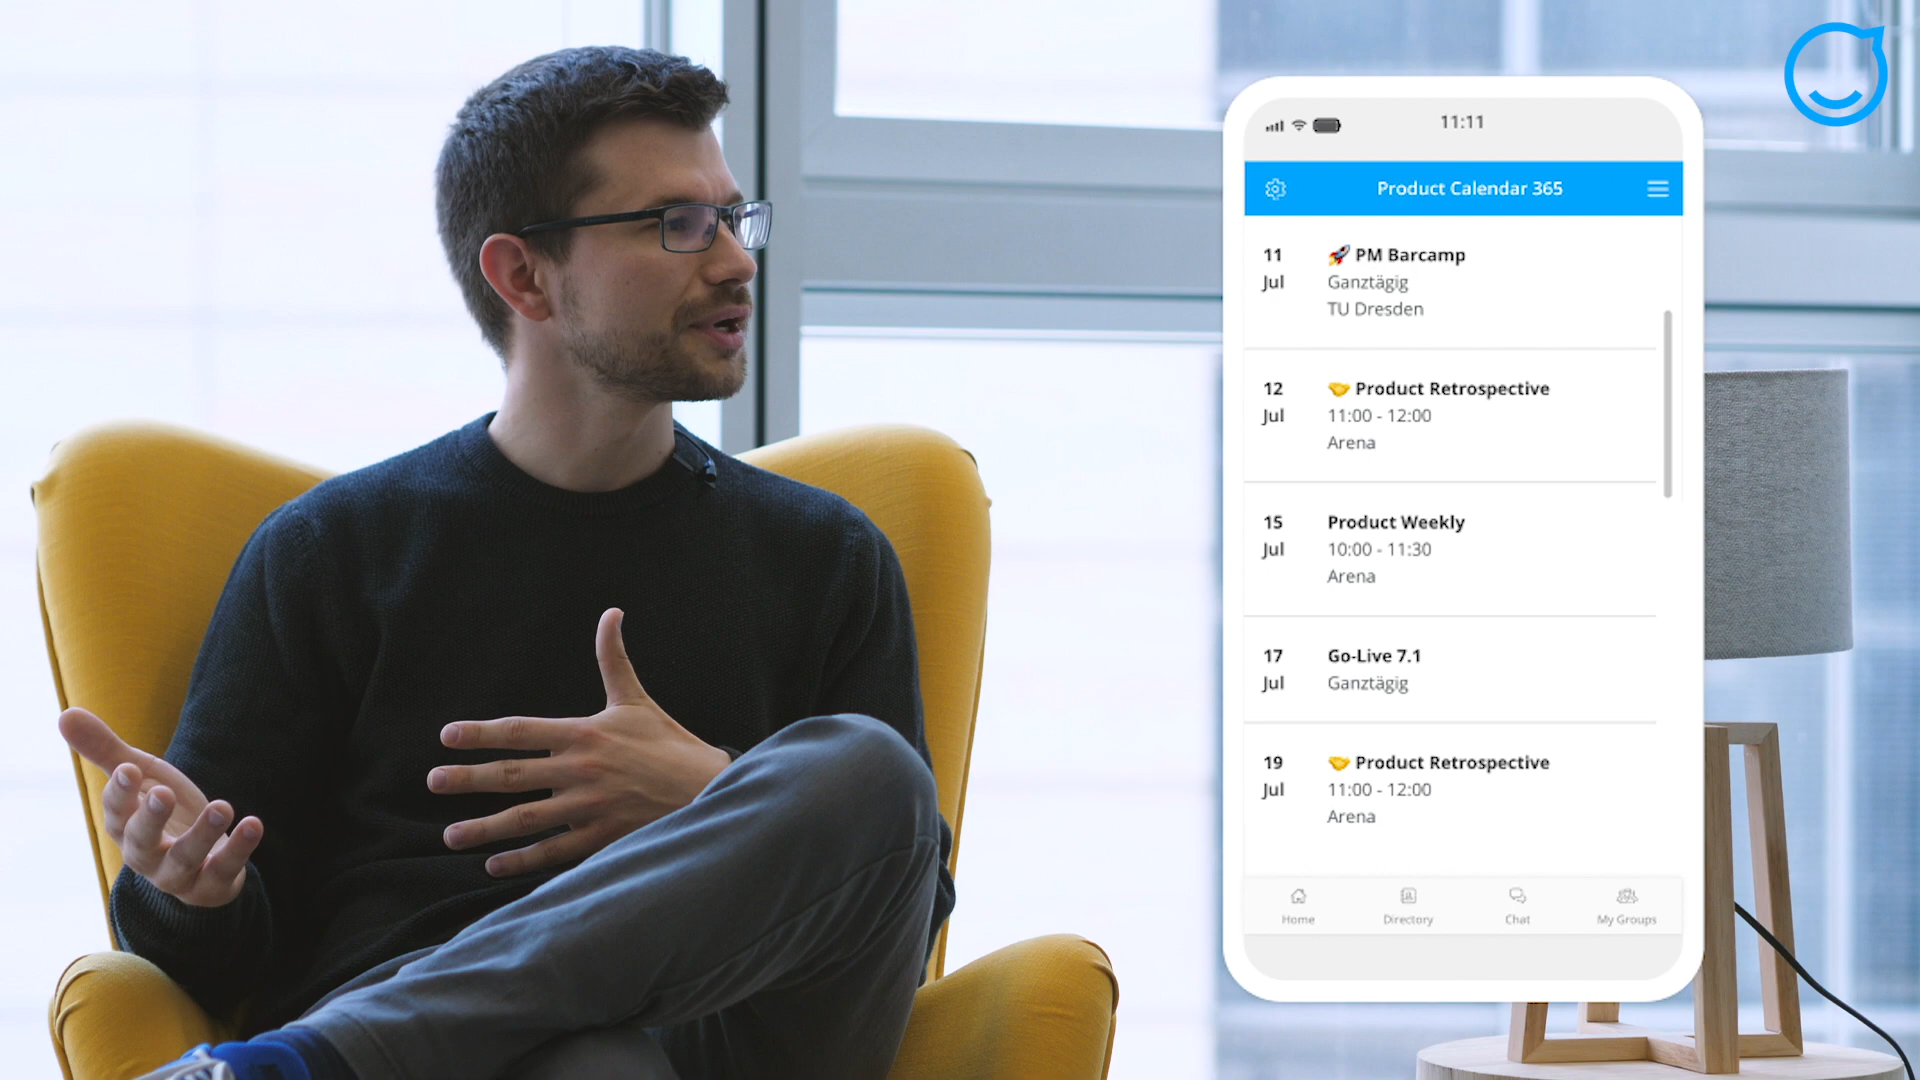 11:11
Product Calendar 365
11 🚀 PM Barcamp
Jul Ganztägig
TU Dresden
12 🤝 Product Retrospective
Jul 11:00 - 12:00
Arena
15 Product Weekly
Jul 10:00 - 11:30
Arena
17 Go-Live 7.1
Jul Ganztägig
19 🤝 Product Retrospective
Jul 11:00 - 12:00
Arena
Home Directory Chat My Groups